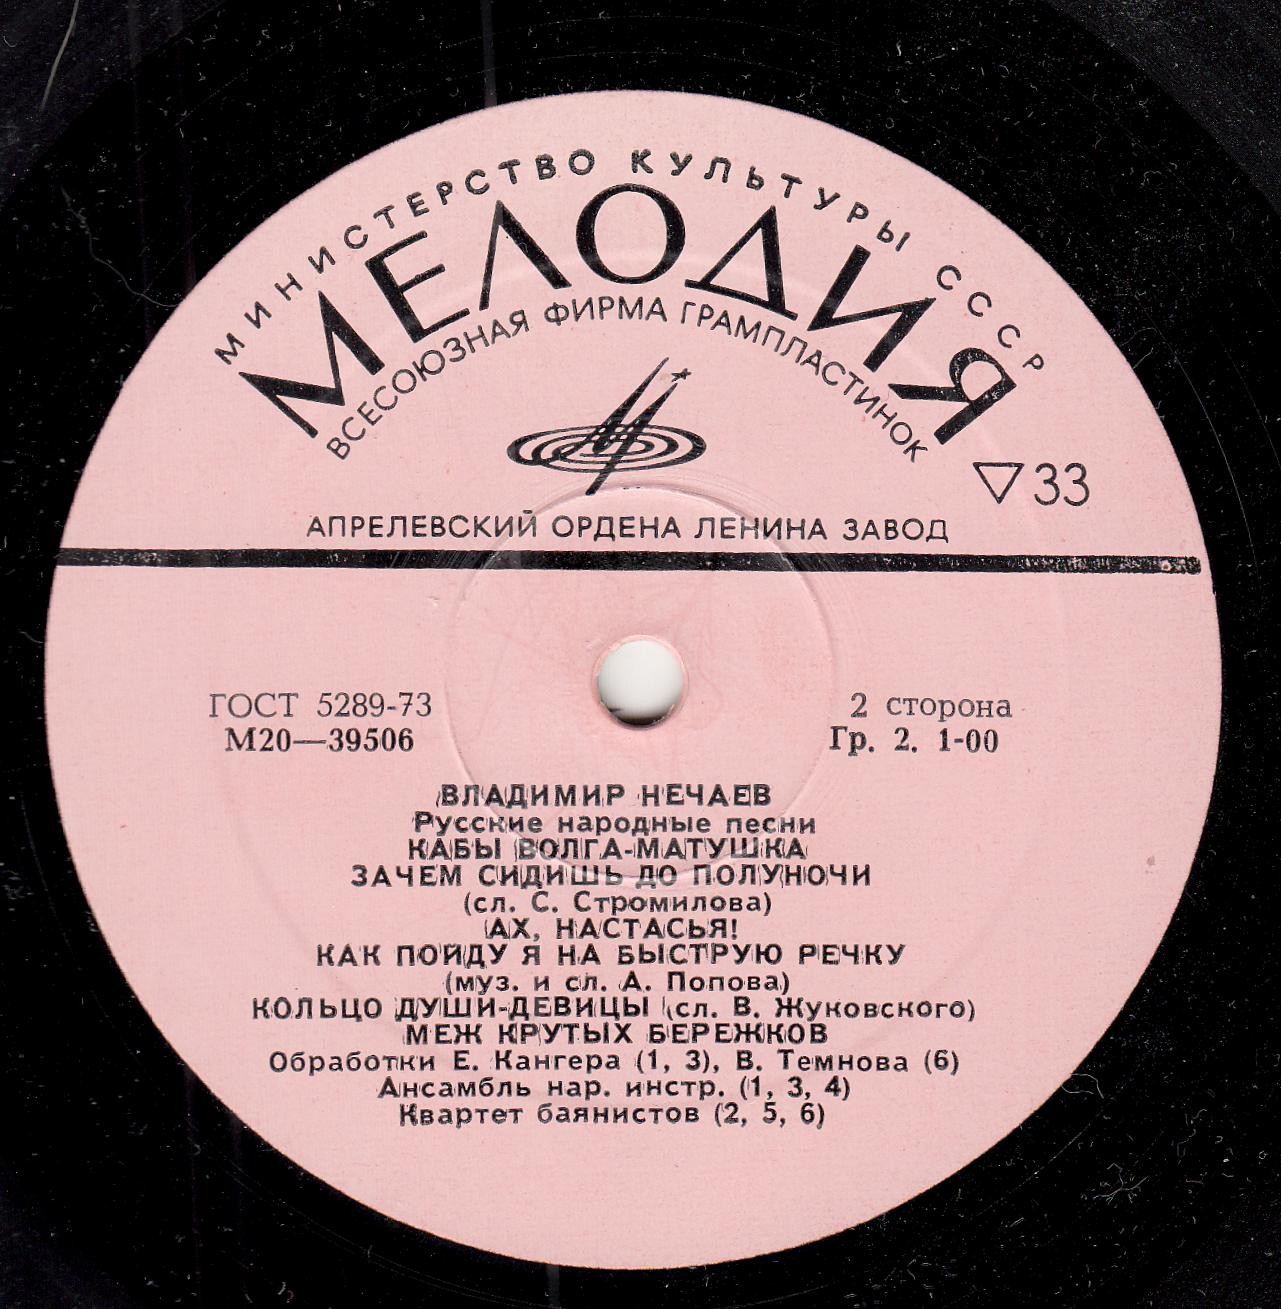 МИНИСТЕРСТВО КУЛЬТУРЫ СССР
МЕЛОДИЯ
ВСЕСОЮЗНАЯ ФИРМА ГРАМПЛАСТИНОК
▽33
АПРЕЛЕВСКИЙ ОРДЕНА ЛЕНИНА ЗАВОД
ГОСТ 5289-73
М20—39506
2 сторона
Гр. 2. 1-00
ВЛАДИМИР НЕЧАЕВ
Русские народные песни
КАБЫ ВОЛГА-МАТУШКА
ЗАЧЕМ СИДИШЬ ДО ПОЛУНОЧИ
(сл. С. Стромилова)
АХ, НАСТАСЬЯ!
КАК ПОЙДУ Я НА БЫСТРУЮ РЕЧКУ
(муз. и сл. А. Попова)
КОЛЬЦО ДУШИ-ДЕВИЦЫ (сл. В. Жуковского)
МЕЖ КРУТЫХ БЕРЕЖКОВ
Обработки Е. Кангера (1, 3), В. Темнова (6)
Ансамбль нар. инстр. (1, 3, 4)
Квартет баянистов (2, 5, 6)